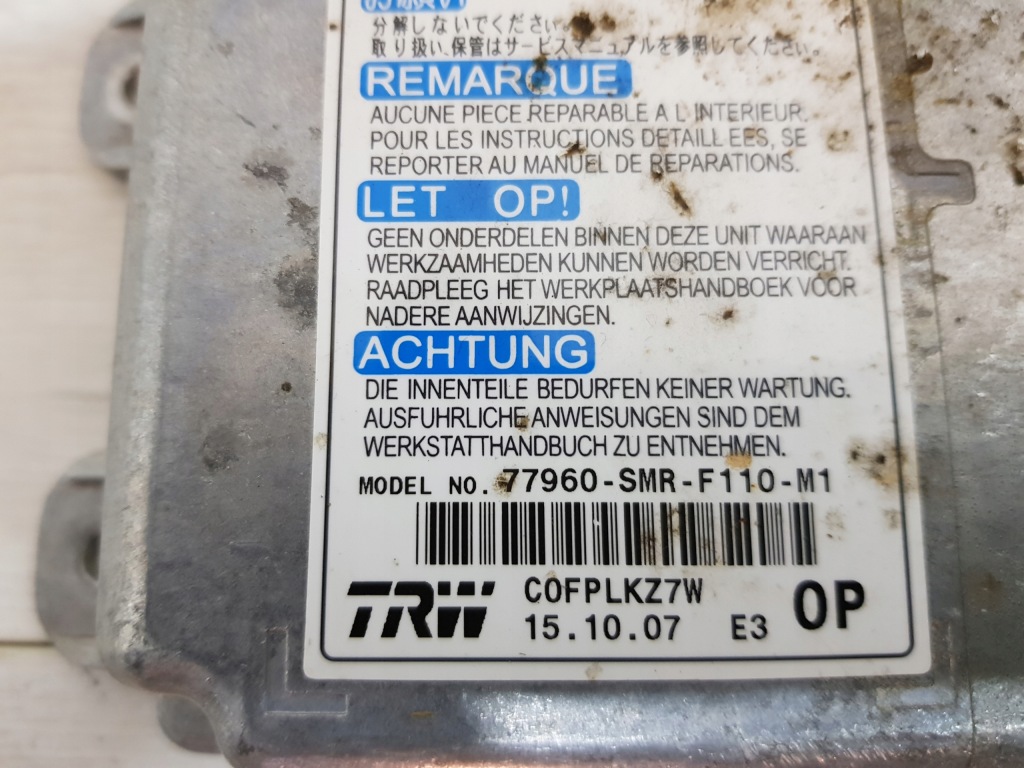 お願い
分解しないでください。
取り扱い、保管はサービスマニュアルを参照してください。
REMARQUE
AUCUNE PIECE REPARABLE A L INTERIEUR.
POUR LES INSTRUCTIONS DETAILLEES, SE
REPORTER AU MANUEL DE REPARATIONS.
LET OP!
GEEN ONDERDELEN BINNEN DEZE UNIT WAARAAN
WERKZAAMHEDEN KUNNEN WORDEN VERRICHT.
RAADPLEEG HET WERKPLAATSHANDBOEK VOOR
NADERE AANWIJZINGEN.
ACHTUNG
DIE INNENTEILE BEDURFEN KEINER WARTUNG.
AUSFUHRLICHE ANWEISUNGEN SIND DEM
WERKSTATTHANDBUCH ZU ENTNEHMEN.
MODEL NO. 77960-SMR-F110-M1
TRW C0FPLKZ7W
15.10.07 E3 OP